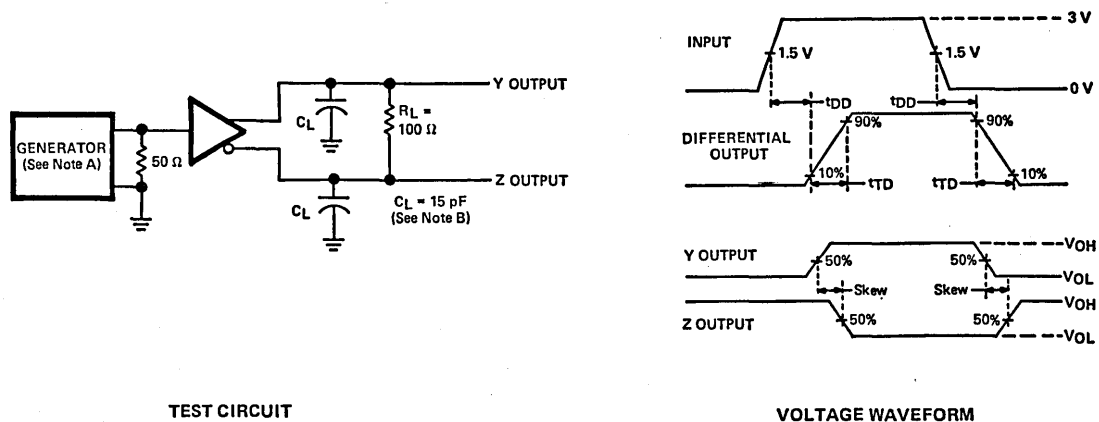 Y OUTPUT
CL
RL =
100 Ω
GENERATOR
(See Note A)
50 Ω
Z OUTPUT
CL
CL = 15 pF
(See Note B)
TEST CIRCUIT
INPUT
3 V
1.5 V
1.5 V
0 V
tDD
tDD
DIFFERENTIAL
OUTPUT
90%
90%
10%
10%
tTD
tTD
Y OUTPUT
VOH
50%
50%
VOL
Skew
Skew
VOH
Z OUTPUT
50%
50%
VOL
VOLTAGE WAVEFORM